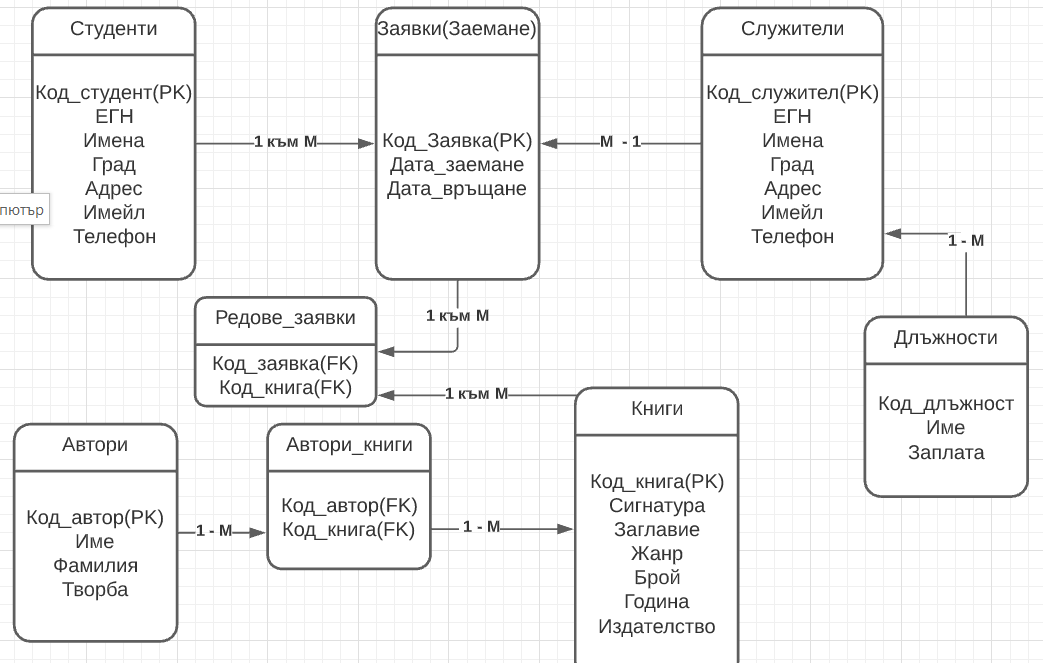 Студенти
Код_студент(PK)
ЕГН
Имена
Град
Адрес
Имейл
Телефон
1 към М
Заявки(Заемане)
Код_Заявка(PK)
Дата_заемане
Дата_връщане
М - 1
Служители
Код_служител(PK)
ЕГН
Имена
Град
Адрес
Имейл
Телефон
1 - М
пютър
Длъжности
Код_длъжност
Име
Заплата
1 към М
Редове_заявки
Код_заявка(FK)
Код_книга(FK)
1 към М
Книги
Код_книга(PK)
Сигнатура
Заглавие
Жанр
Брой
Година
Издателство
Автори
Код_автор(PK)
Име
Фамилия
Творба
1 - М
Автори_книги
Код_автор(FK)
Код_книга(FK)
1 - М